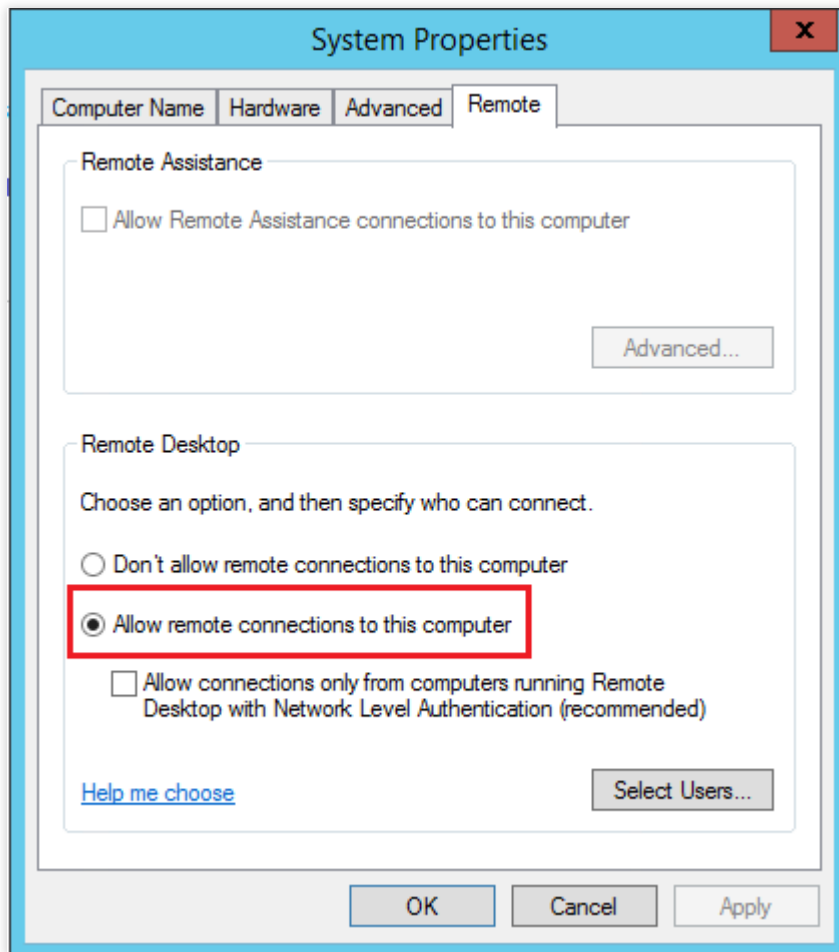 System Properties
x
Computer Name
Hardware
Advanced
Remote
Remote Assistance
Allow Remote Assistance connections to this computer
Advanced...
Remote Desktop
Choose an option, and then specify who can connect.
Don't allow remote connections to this computer
Allow remote connections to this computer
Allow connections only from computers running Remote
Desktop with Network Level Authentication (recommended)
Help me choose
Select Users...
OK
Cancel
Apply